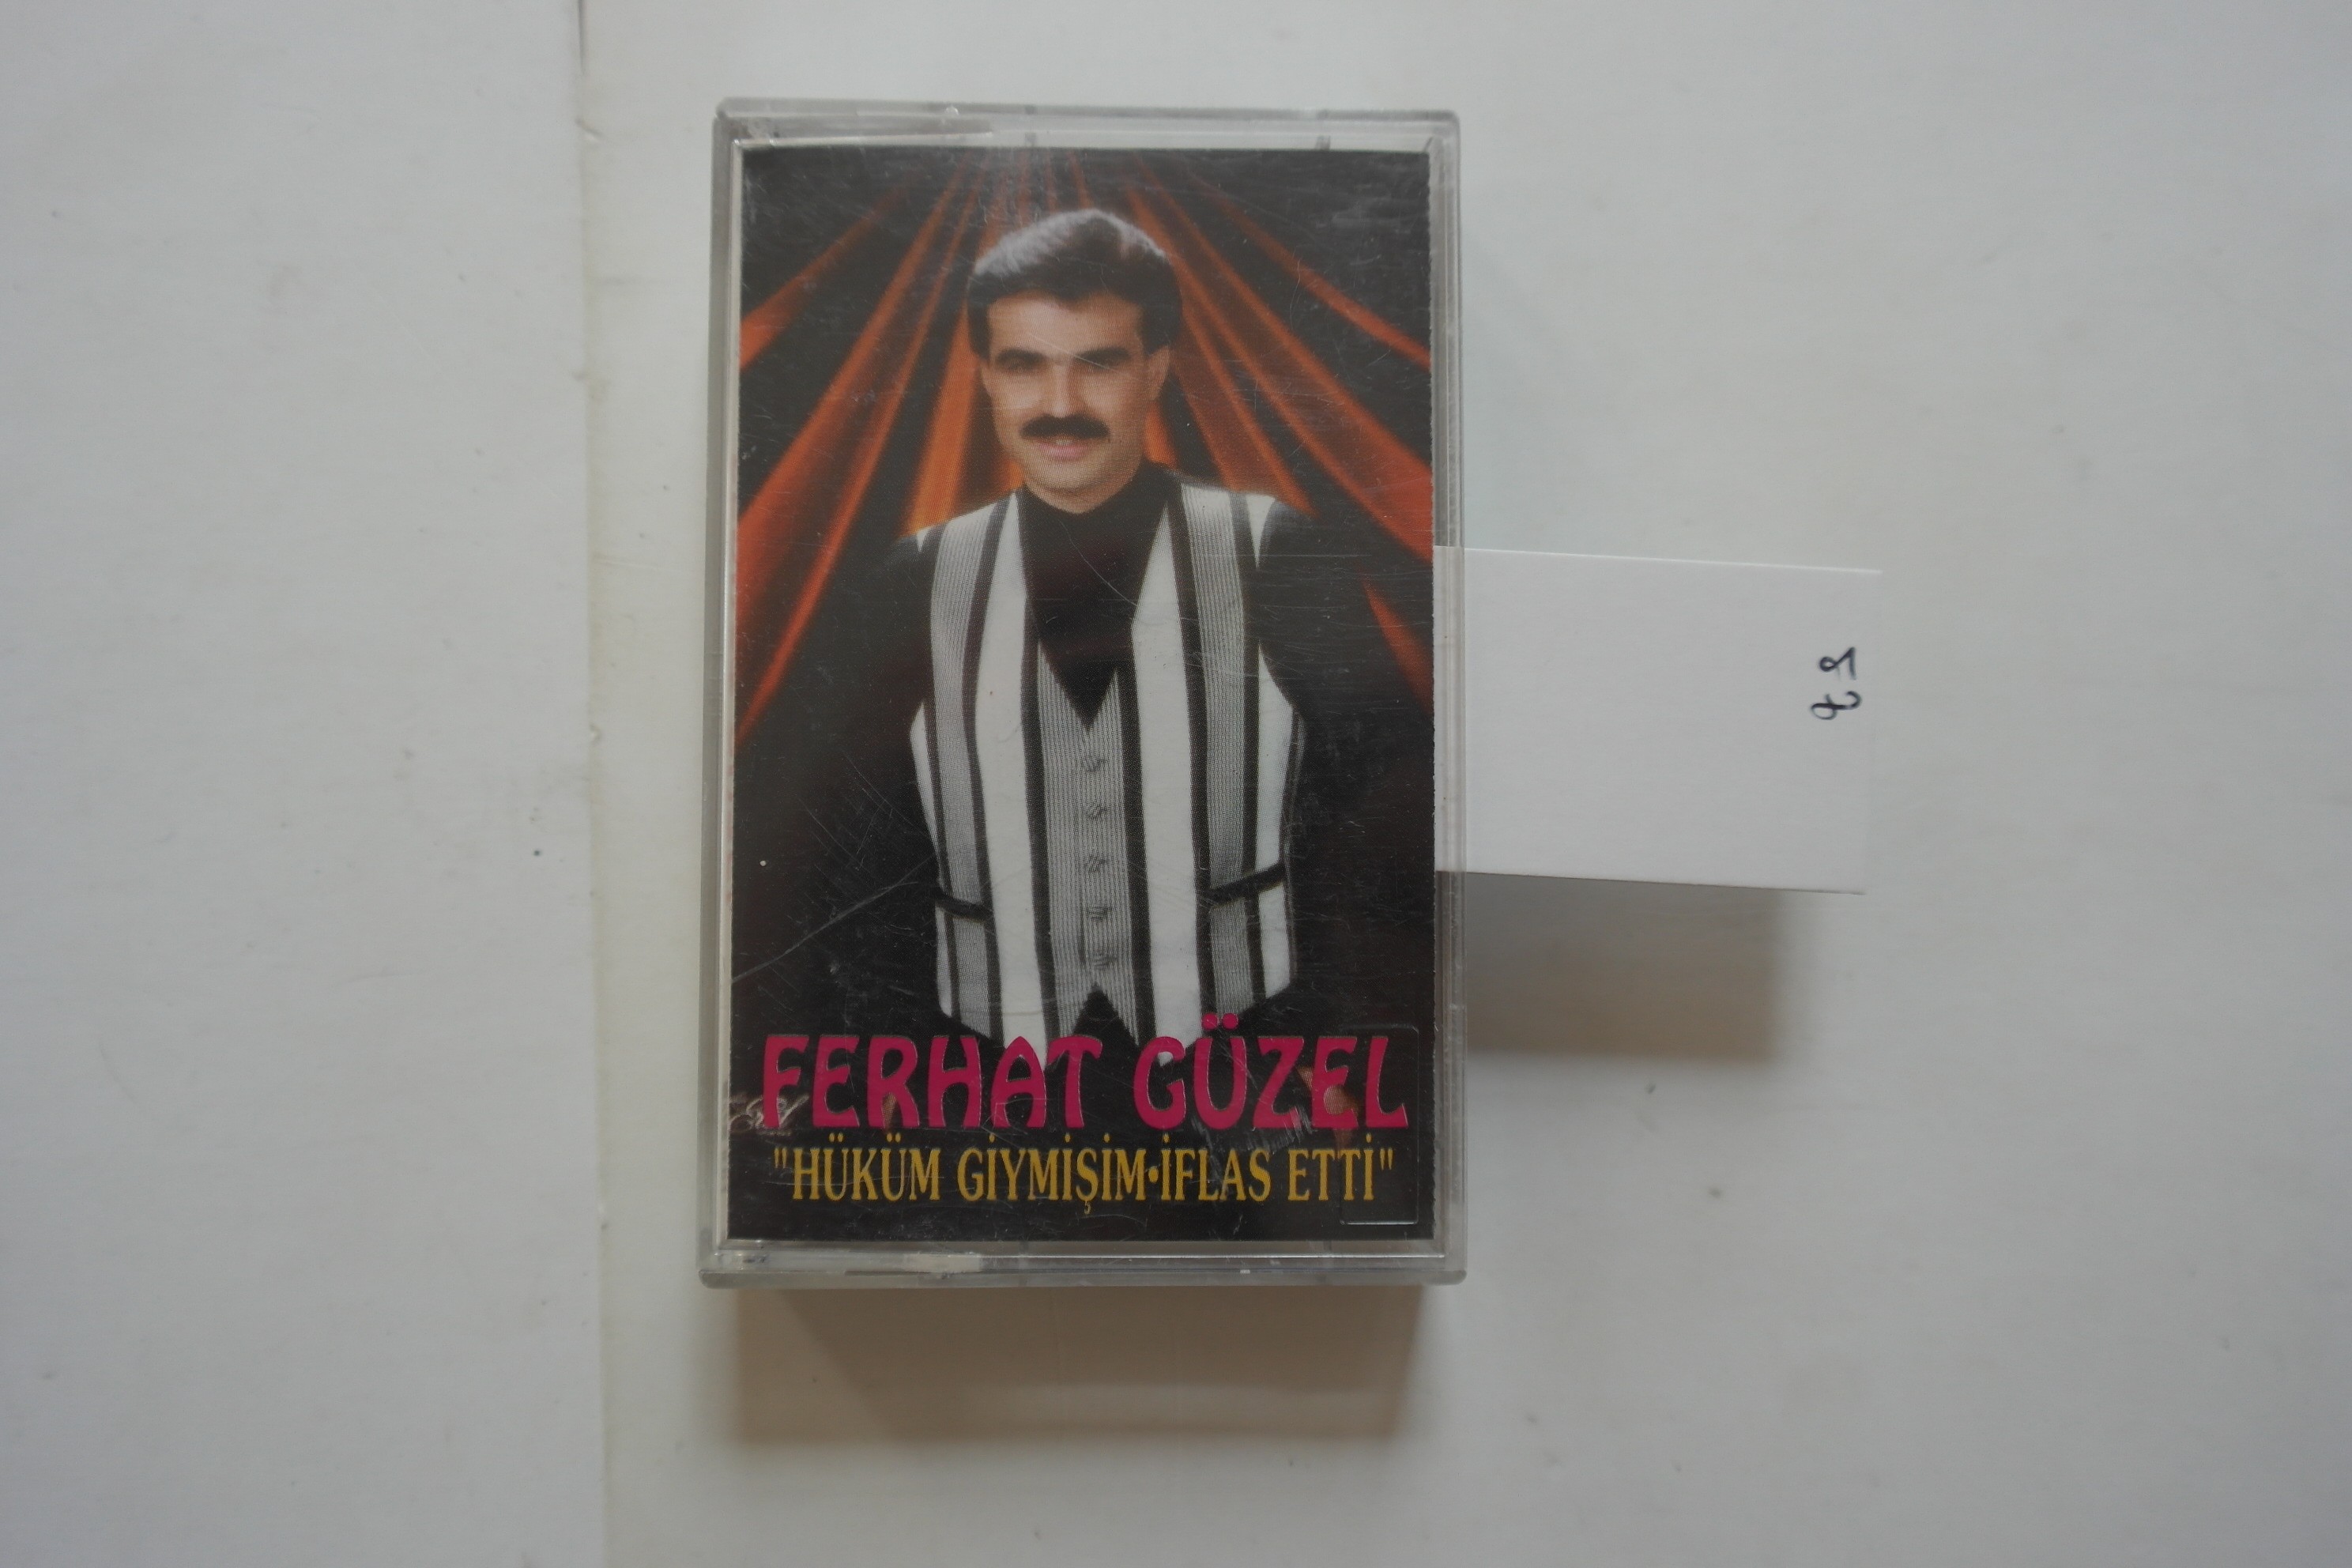 FERHAT GÜZEL
"HÜKÜM GİYMİŞİM•İFLAS ETTİ"